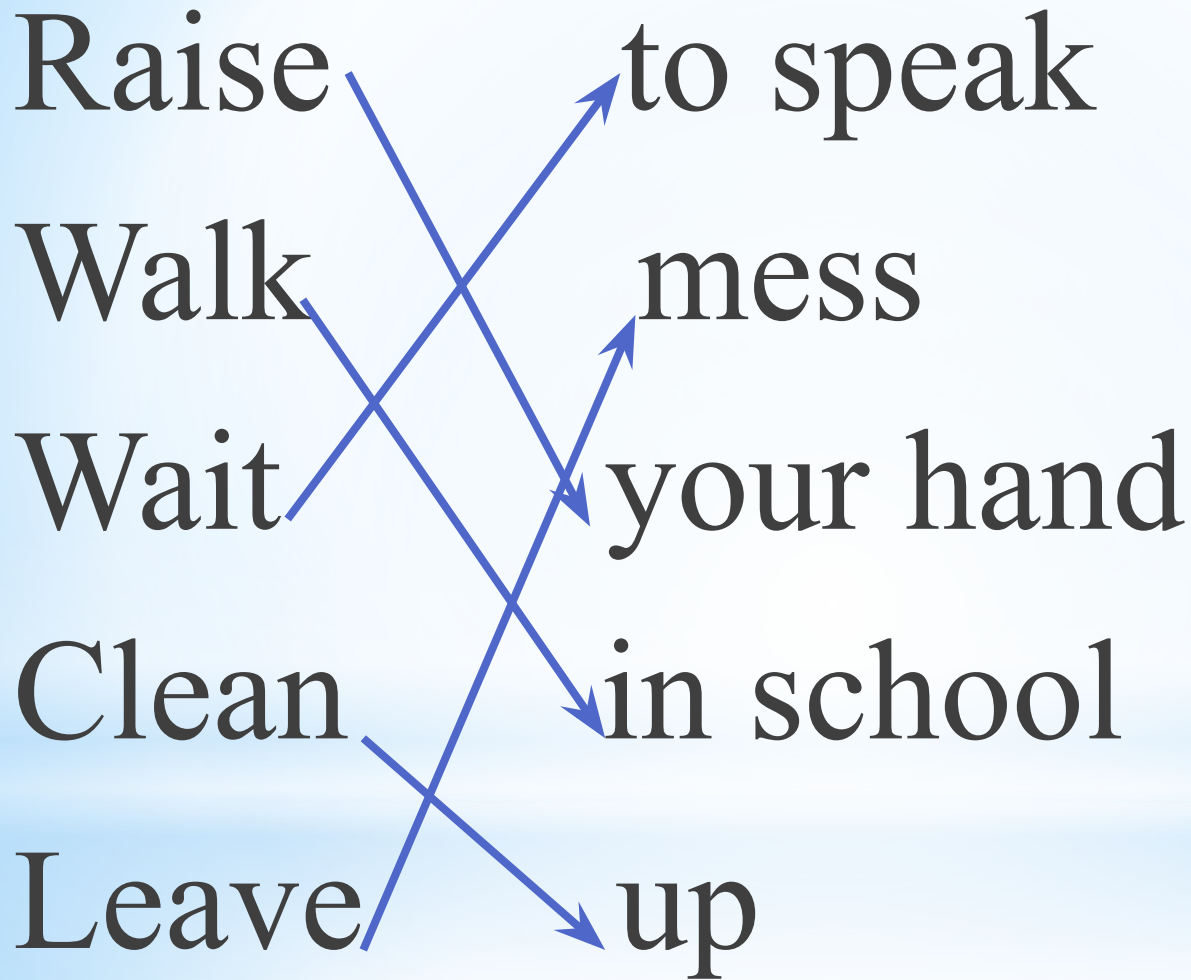 Raise to speak
Walk mess
Wait your hand
Clean in school
Leave up